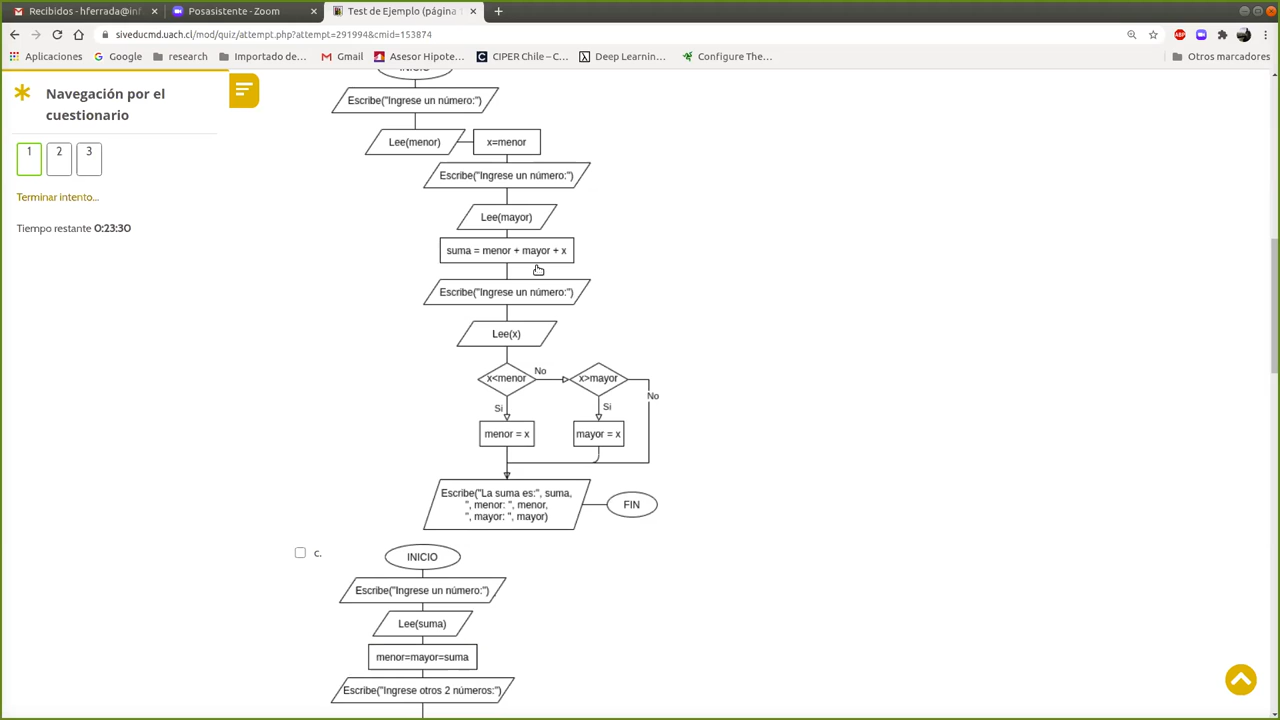 Recibidos - hferrada@inf
Posasistente - Zoom
Test de Ejemplo (página
siveducmd.uach.cl/mod/quiz/attempt.php?attempt=291994&cmid=153874
Aplicaciones
Google
research
Importado de…
Gmail
Asesor Hipote…
CIPER Chile – C…
Deep Learnin…
Configure The…
Otros marcadores
Navegación por el
cuestionario
1
2
3
Terminar intento...
Tiempo restante 0:23:30
INICIO
Escribe("Ingrese un número:")
Lee(menor)
x=menor
Escribe("Ingrese un número:")
Lee(mayor)
suma = menor + mayor + x
Escribe("Ingrese un número:")
Lee(x)
x<menor
No
x>mayor
No
Si
Si
menor = x
mayor = x
Escribe("La suma es:", suma,
", menor: ", menor,
", mayor: ", mayor)
FIN
c.
INICIO
Escribe("Ingrese un número:")
Lee(suma)
menor=mayor=suma
Escribe("Ingrese otros 2 números:")